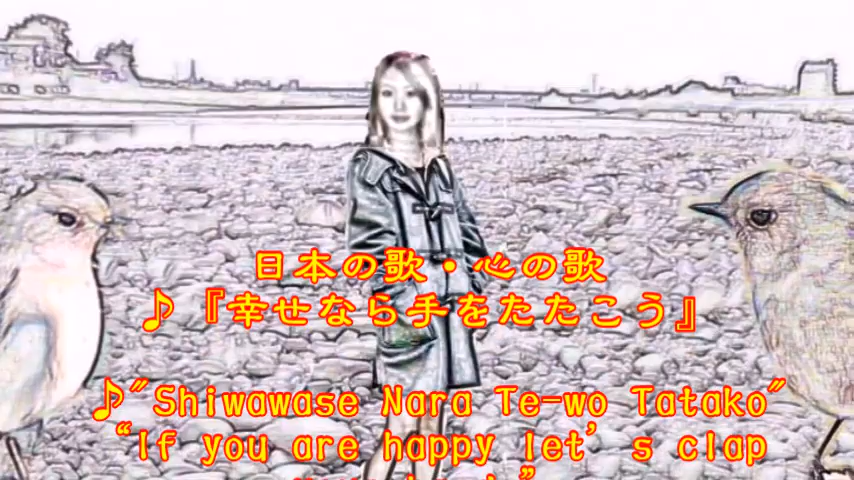 日本の歌・心の歌
♪『幸せなら手をたたこう』
♪"Shiwawase Nara Te-wo Tatako"
“If you are happy let’s clap